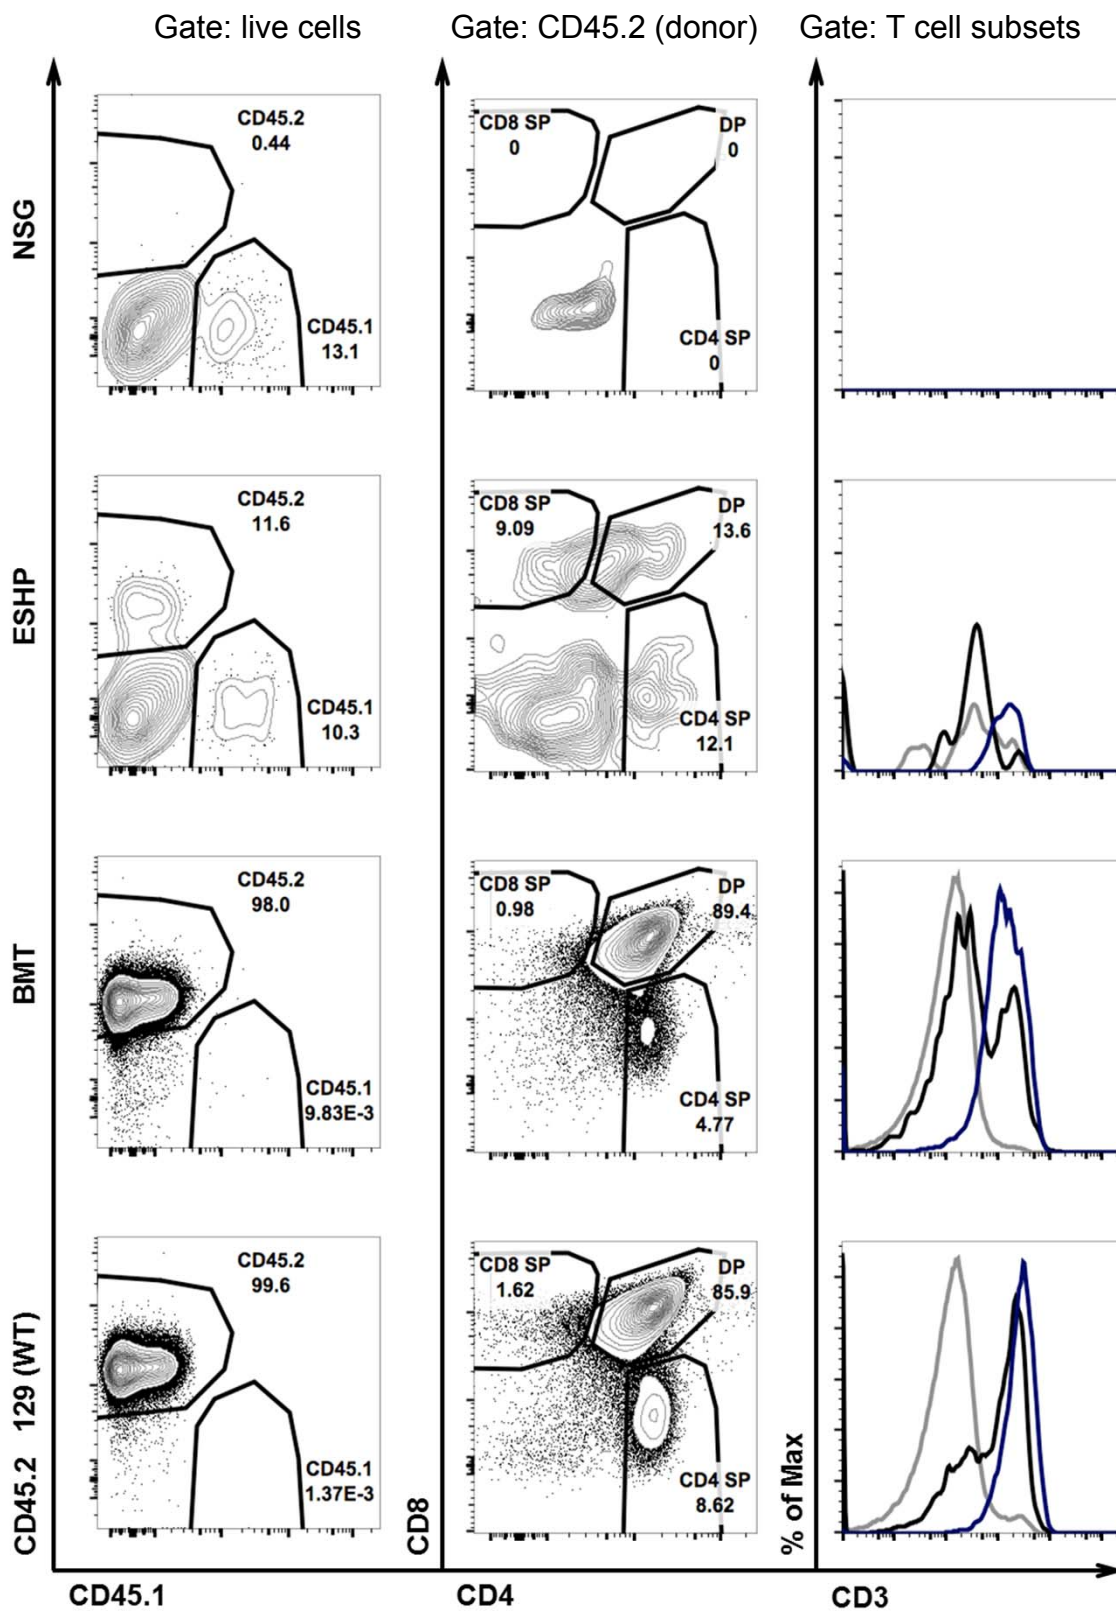 Gate: live cells
Gate: CD45.2 (donor)
Gate: T cell subsets
NSG
CD45.2
0.44
CD45.1
13.1
CD8 SP
0
DP
0
CD4 SP
0
ESHP
CD45.2
11.6
CD45.1
10.3
CD8 SP
9.09
DP
13.6
CD4 SP
12.1
BMT
CD45.2
98.0
CD45.1
9.83E-3
CD8 SP
0.98
DP
89.4
CD4 SP
4.77
129 (WT)
CD45.2
99.6
CD45.1
1.37E-3
CD8 SP
1.62
DP
85.9
CD4 SP
8.62
CD45.2
CD8
% of Max
CD45.1
CD4
CD3